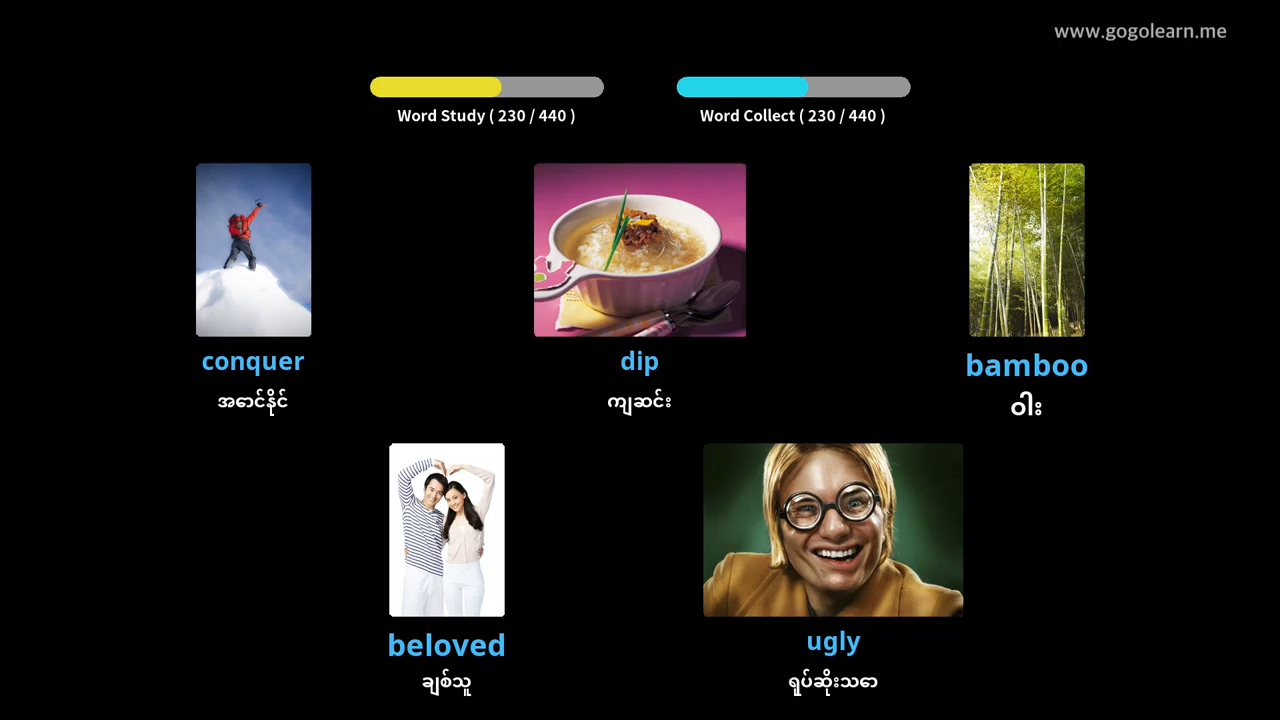 www.gogolearn.me
Word Study ( 230 / 440 )
Word Collect ( 230 / 440 )
conquer
အောင်နိုင်
dip
ကျဆင်း
bamboo
ဝါး
beloved
ချစ်သူ
ugly
ရုပ်ဆိုးသော